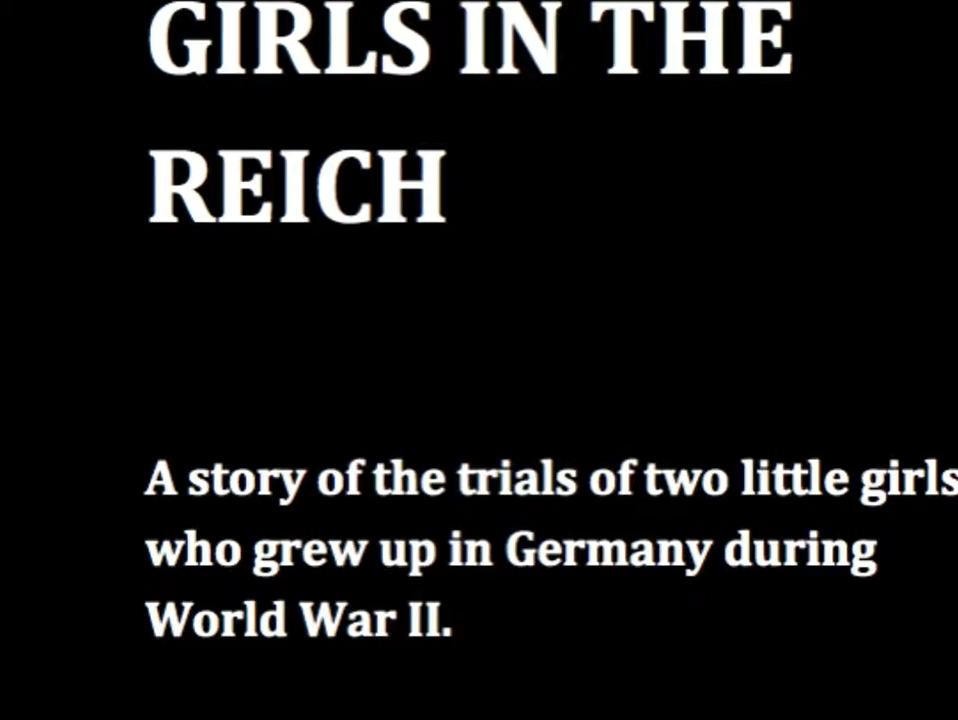 GIRLS IN THE
REICH
A story of the trials of two little girls
who grew up in Germany during
World War II.